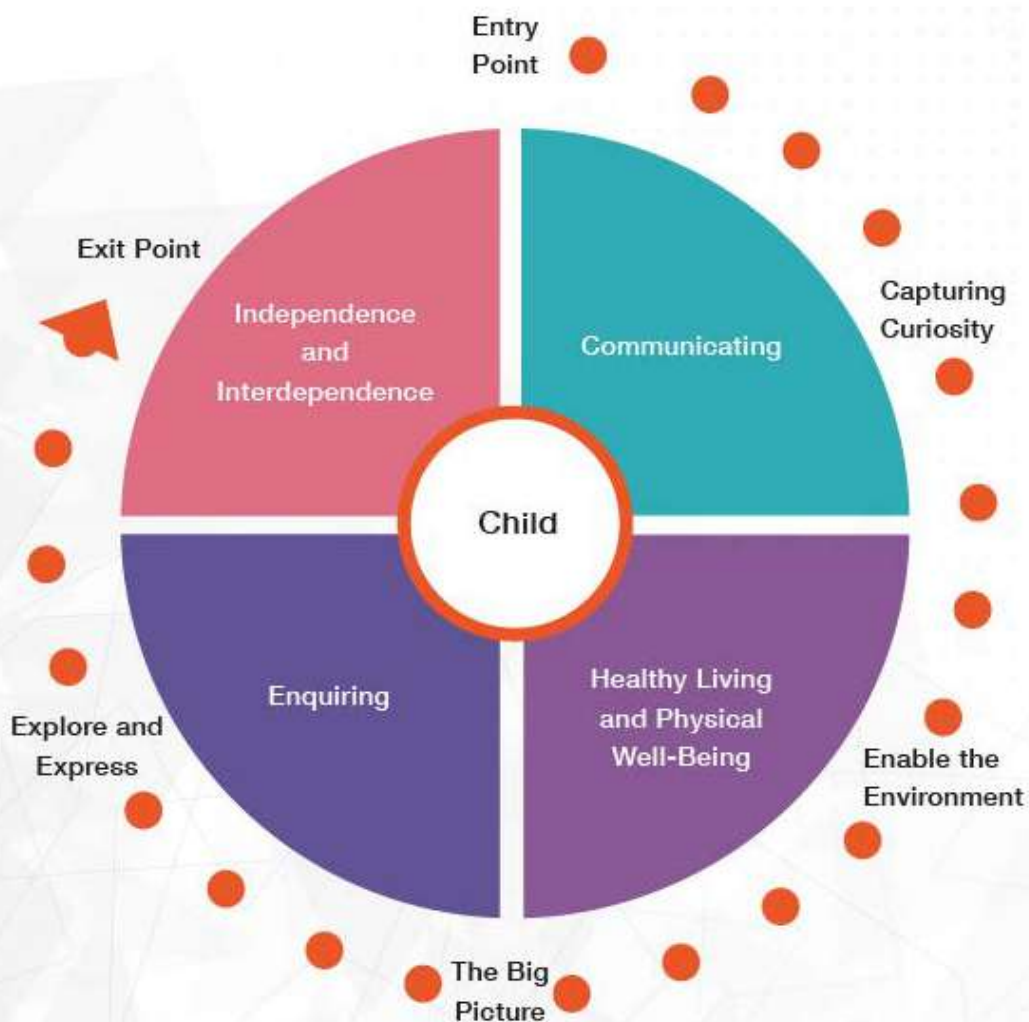 Entry
Point
Capturing
Curiosity
Exit Point
Independence
and
Interdependence
Communicating
Child
Enquiring
Healthy Living
and Physical
Well-Being
Explore and
Express
Enable the
Environment
The Big
Picture